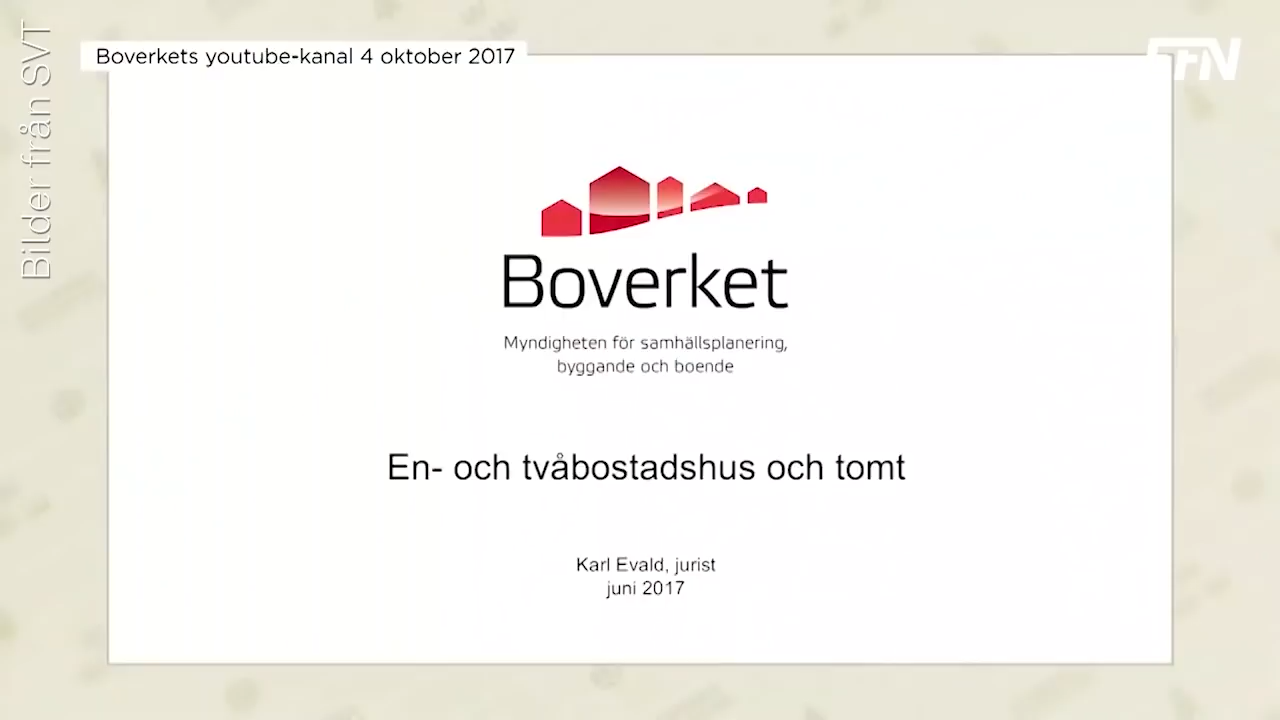 Bilder från SVT
Boverkets youtube-kanal 4 oktober 2017
EFN
Boverket
Myndigheten för samhällsplanering,
byggande och boende
En- och tvåbostadshus och tomt
Karl Evald, jurist
juni 2017